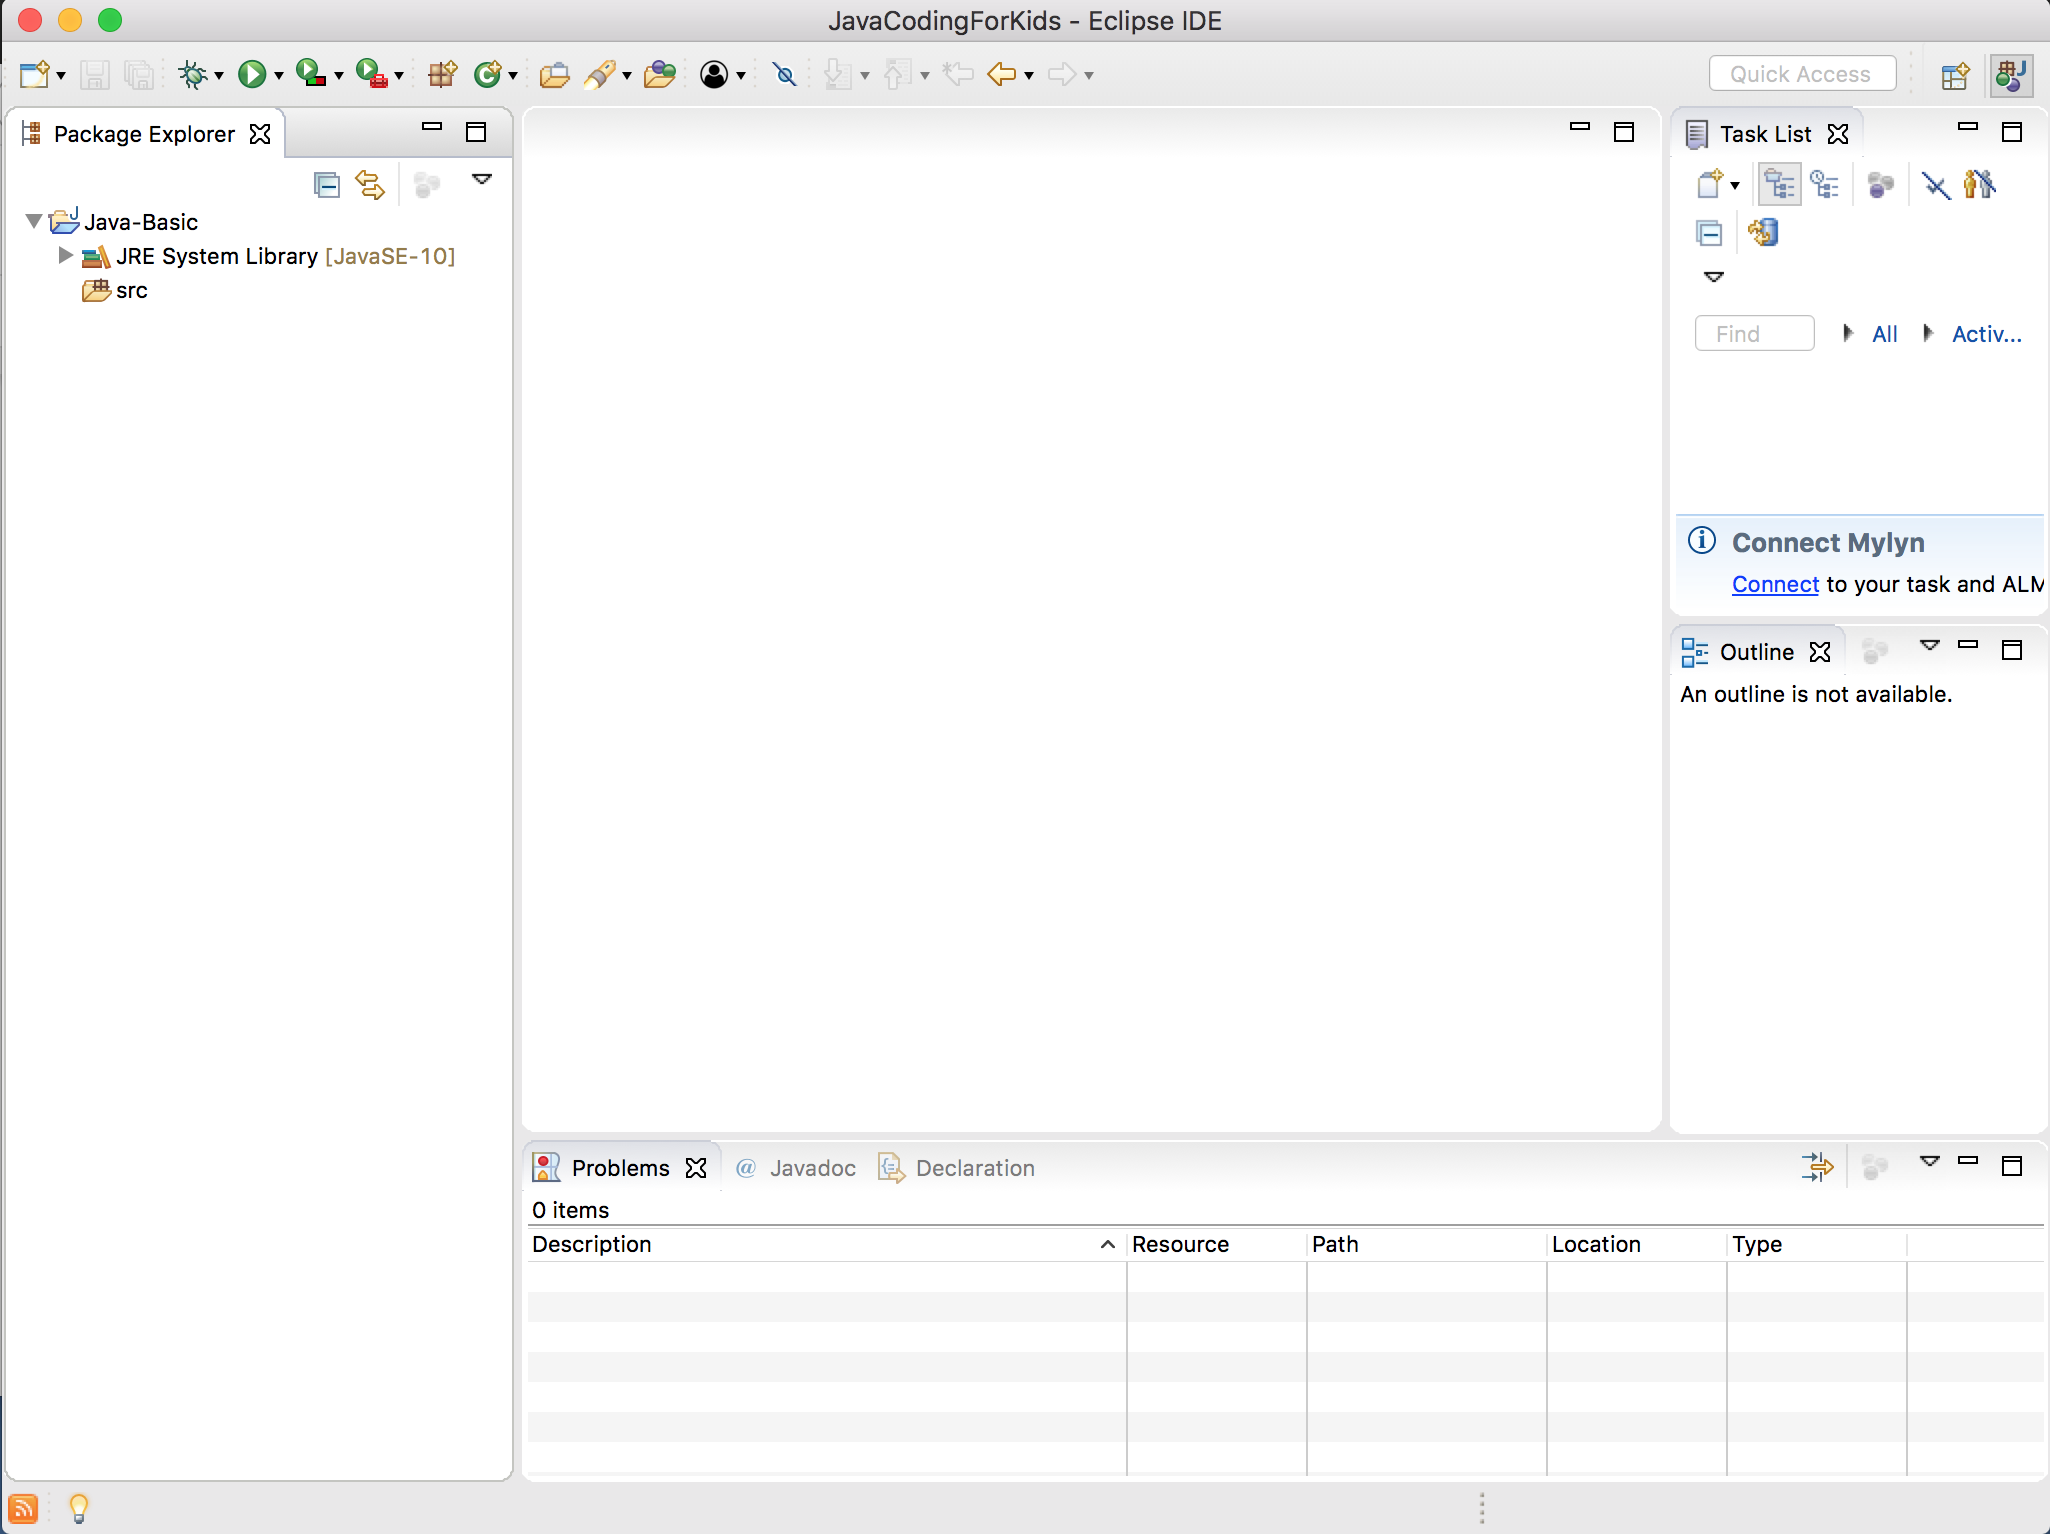 JavaCodingForKids - Eclipse IDE
Quick Access
Package Explorer
Java-Basic
JRE System Library [JavaSE-10]
src
Task List
Find
All
Activ...
Connect Mylyn
Connect to your task and ALM
Outline
An outline is not available.
Problems
@ Javadoc
Declaration
0 items
Description Resource Path Location Type